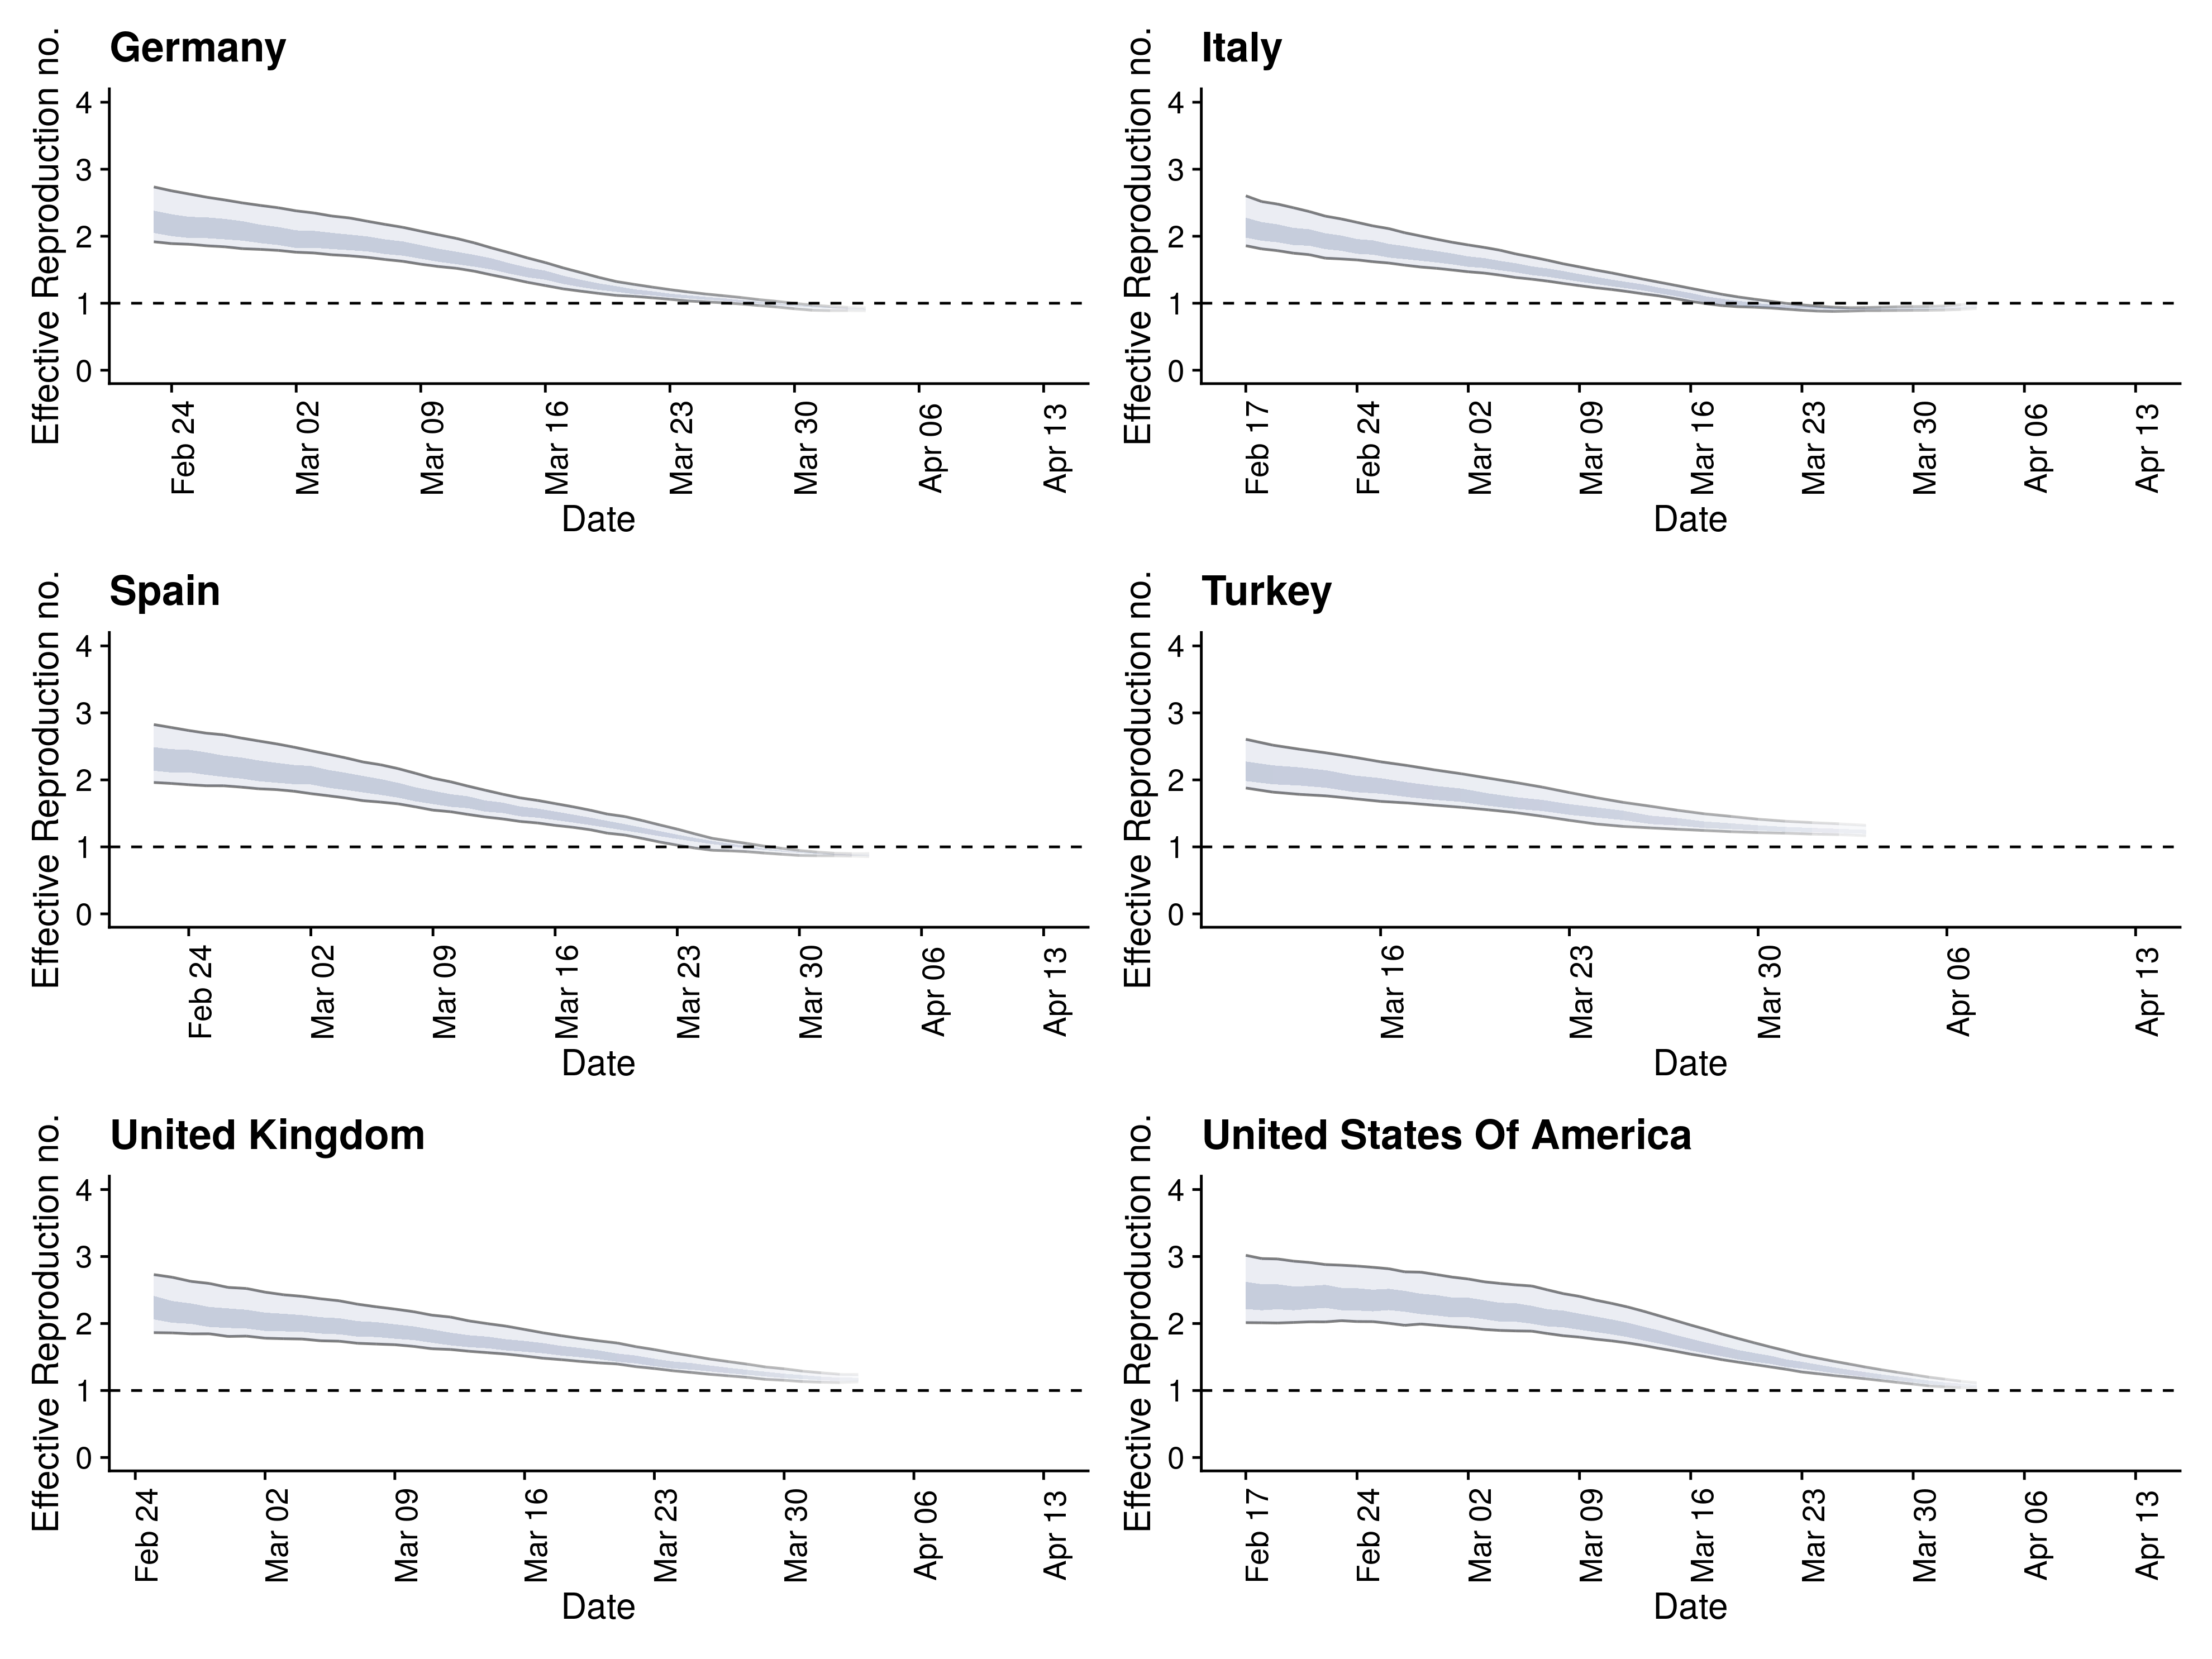 Germany
Effective Reproduction no.
4
3
2
1
0
Feb 24
Mar 02
Mar 09
Mar 16
Mar 23
Mar 30
Apr 06
Apr 13
Date
Italy
Effective Reproduction no.
4
3
2
1
0
Feb 17
Feb 24
Mar 02
Mar 09
Mar 16
Mar 23
Mar 30
Apr 06
Apr 13
Date
Spain
Effective Reproduction no.
4
3
2
1
0
Feb 24
Mar 02
Mar 09
Mar 16
Mar 23
Mar 30
Apr 06
Apr 13
Date
Turkey
Effective Reproduction no.
4
3
2
1
0
Mar 16
Mar 23
Mar 30
Apr 06
Apr 13
Date
United Kingdom
Effective Reproduction no.
4
3
2
1
0
Feb 24
Mar 02
Mar 09
Mar 16
Mar 23
Mar 30
Apr 06
Apr 13
Date
United States Of America
Effective Reproduction no.
4
3
2
1
0
Feb 17
Feb 24
Mar 02
Mar 09
Mar 16
Mar 23
Mar 30
Apr 06
Apr 13
Date